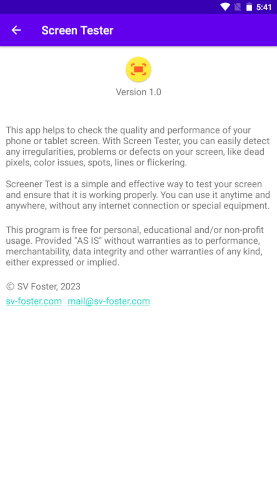 5:41
Screen Tester
Version 1.0
This app helps to check the quality and performance of your
phone or tablet screen. With Screen Tester, you can easily detect
any irregularities, problems or defects on your screen, like dead
pixels, color issues, spots, lines or flickering.
Screener Test is a simple and effective way to test your screen
and ensure that it is working properly. You can use it anytime and
anywhere, without any internet connection or special equipment.
This program is free for personal, educational and/or non-profit
usage. Provided "AS IS" without warranties as to performance,
merchantability, data integrity and other warranties of any kind,
either expressed or implied.
© SV Foster, 2023
sv-foster.com mail@sv-foster.com